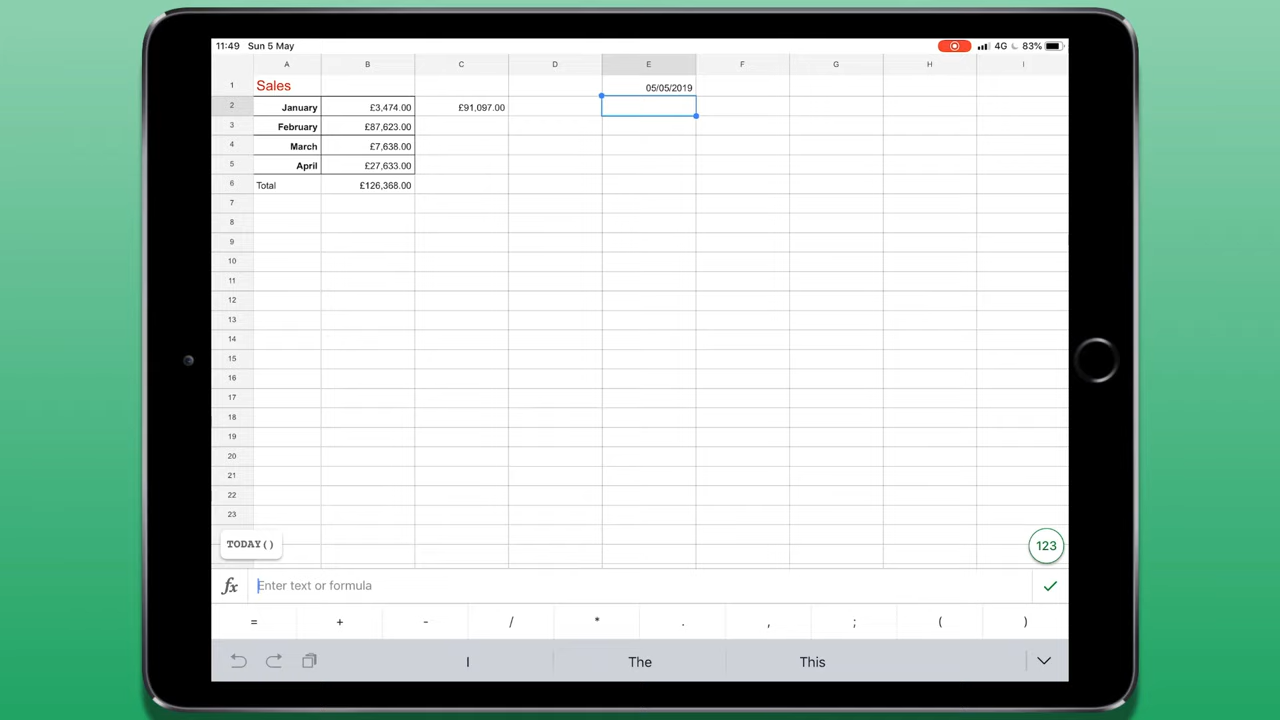 11:49 Sun 5 May 4G 83%
A B C D E F G H I
1 Sales 05/05/2019
2 January £3,474.00 £91,097.00
3 February £87,623.00
4 March £7,638.00
5 April £27,633.00
6 Total £126,368.00
7
8
9
10
11
12
13
14
15
16
17
18
19
20
21
22
23
TODAY() 123
fx Enter text or formula
= + - / * . , ; ( )
I The This